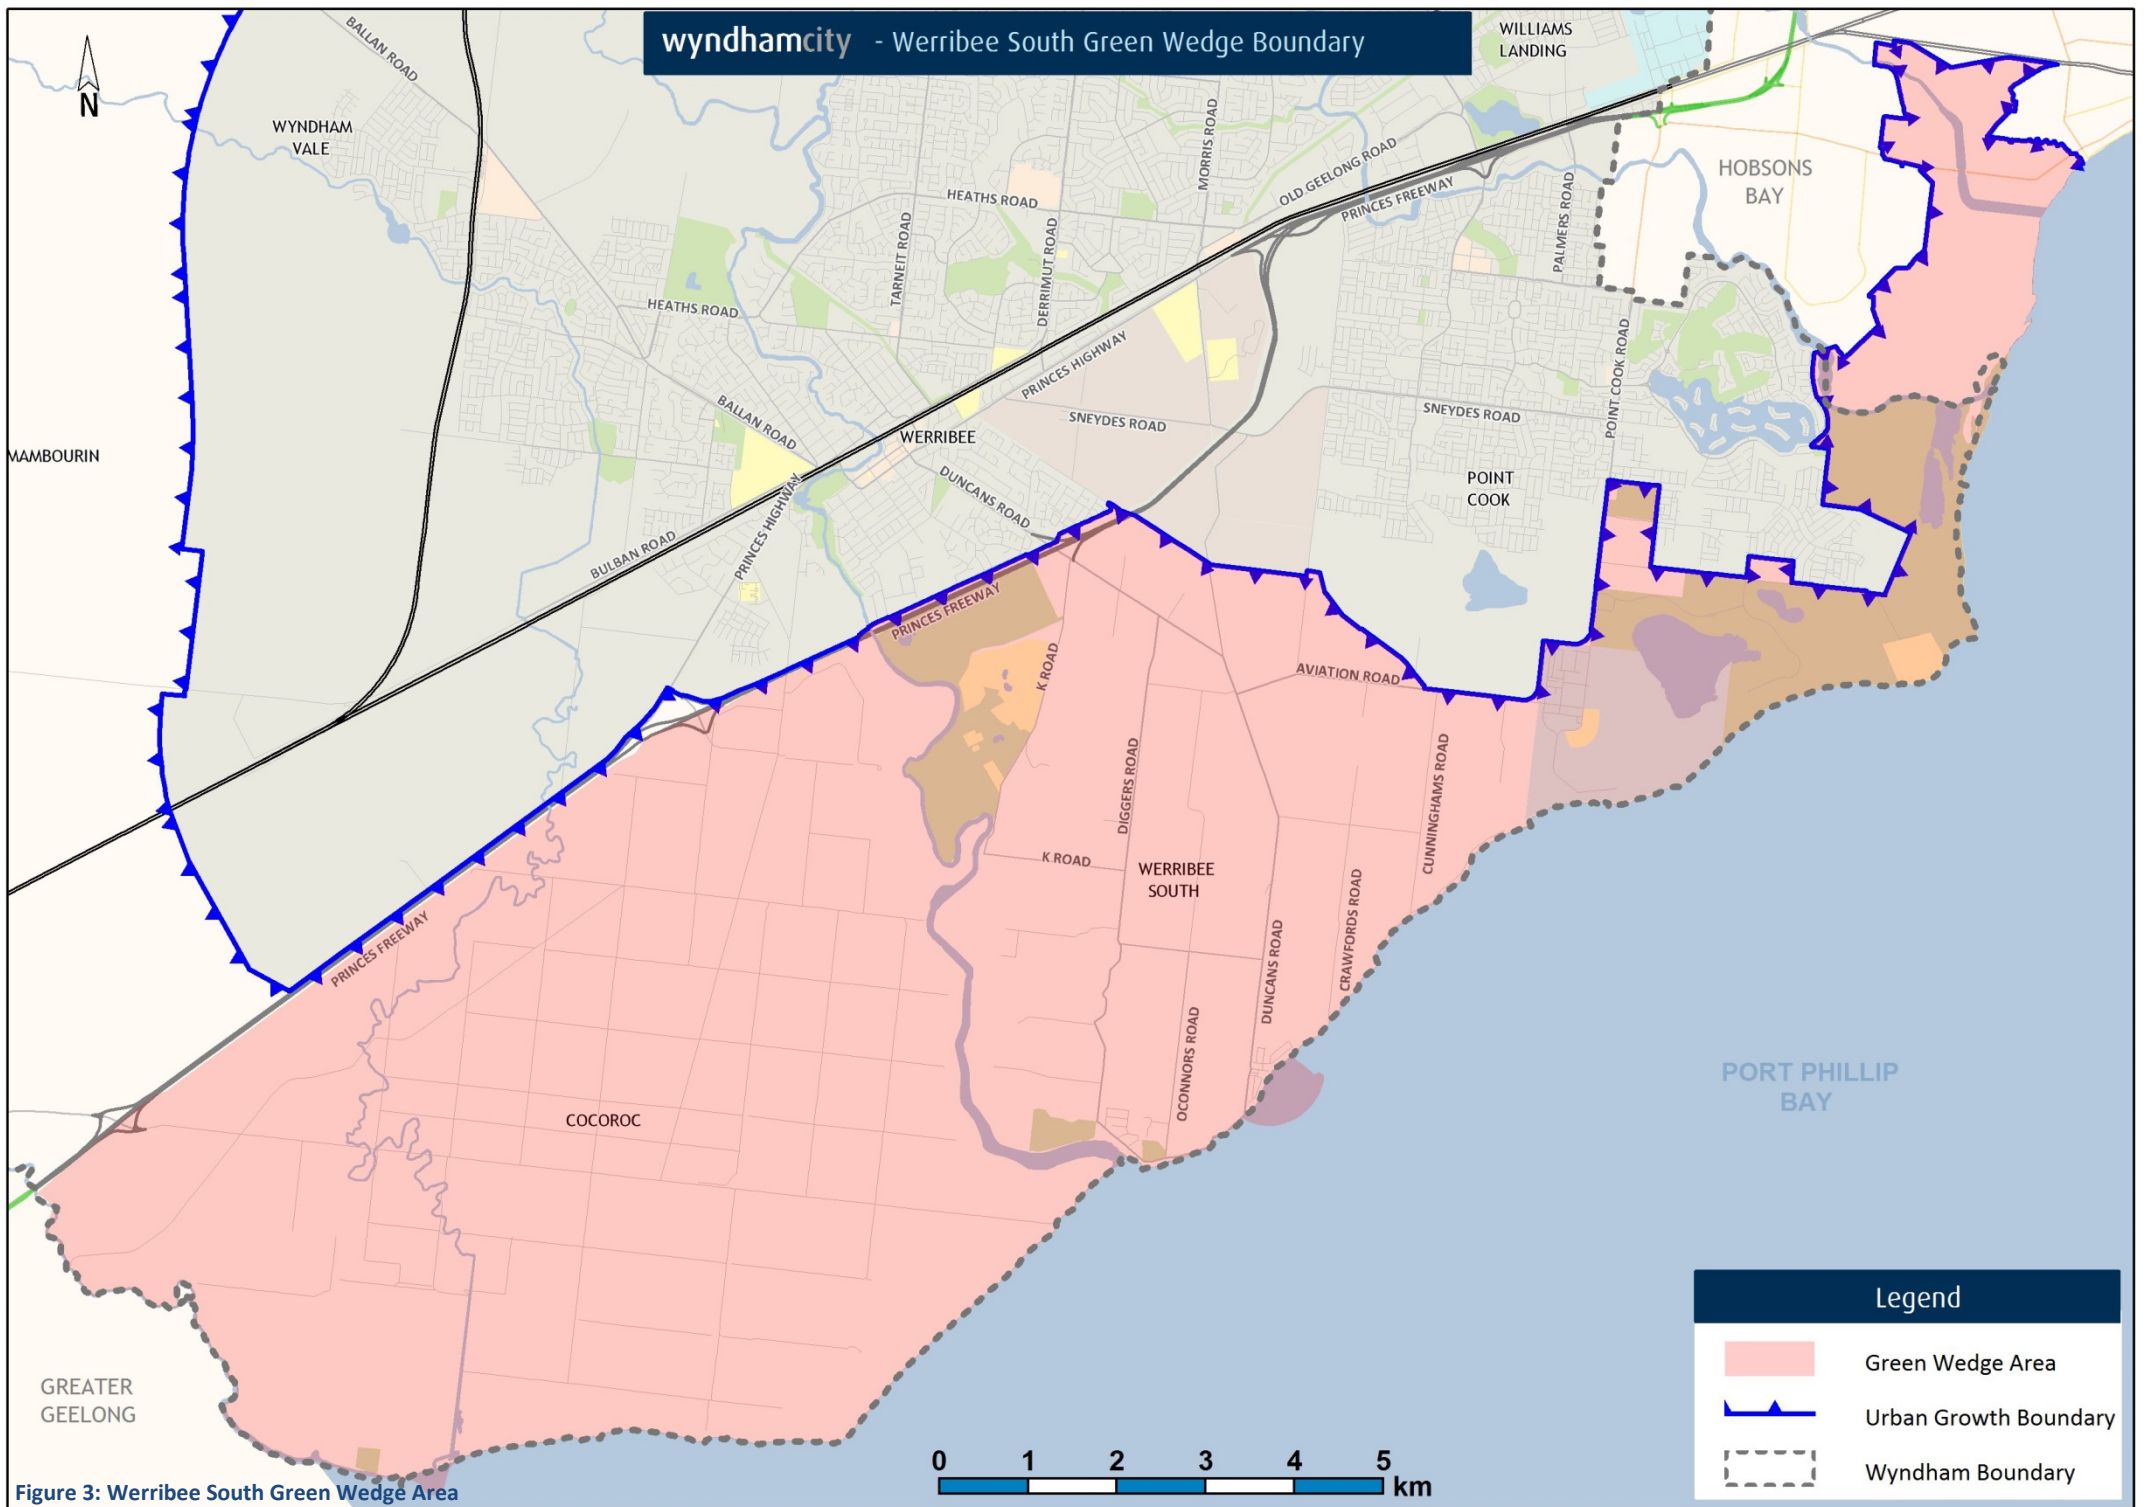 wyndhamcity - Werribee South Green Wedge Boundary
N
BALLAN ROAD
WILLIAMS
LANDING
WYNDHAM
VALE
MORRIS ROAD
OLD GEELONG ROAD
HOBSONS
BAY
HEATHS ROAD
PRINCES FREEWAY
PALMERS ROAD
TARNEIT ROAD
DERRIMUT ROAD
HEATHS ROAD
PRINCES HIGHWAY
POINT COOK ROAD
BALLAN ROAD
SNEYDES ROAD
SNEYDES ROAD
WERRIBEE
MAMBOURIN
DUNCANS ROAD
POINT
COOK
PRINCES HIGHWAY
BULBAN ROAD
PRINCES FREEWAY
K ROAD
AVIATION ROAD
DIGGERS ROAD
CUNNINGHAMS ROAD
K ROAD
WERRIBEE
SOUTH
CRAWFORDS ROAD
DUNCANS ROAD
PRINCES FREEWAY
OCONNORS ROAD
PORT PHILLIP
BAY
COCOROC
GREATER
GEELONG
Legend
Green Wedge Area
Urban Growth Boundary
Wyndham Boundary
0 1 2 3 4 5
km
Figure 3: Werribee South Green Wedge Area